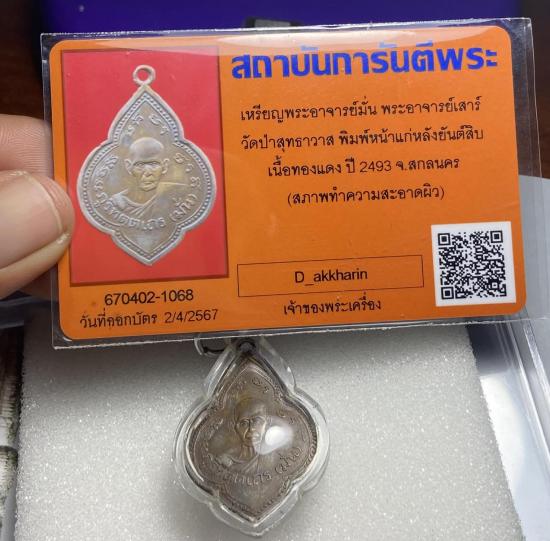 สถาบันการันตีพระ
เหรียญพระอาจารย์มั่น พระอาจารย์เสาร์
วัดป่าสุทธาวาส พิมพ์หน้าแก่หลังยันต์สิบ
เนื้อทองแดง ปี 2493 จ.สกลนคร
(สภาพทำความสะอาดผิว)
D_akkharin
เจ้าของพระเครื่อง
670402-1068
วันที่ออกบัตร 2/4/2567